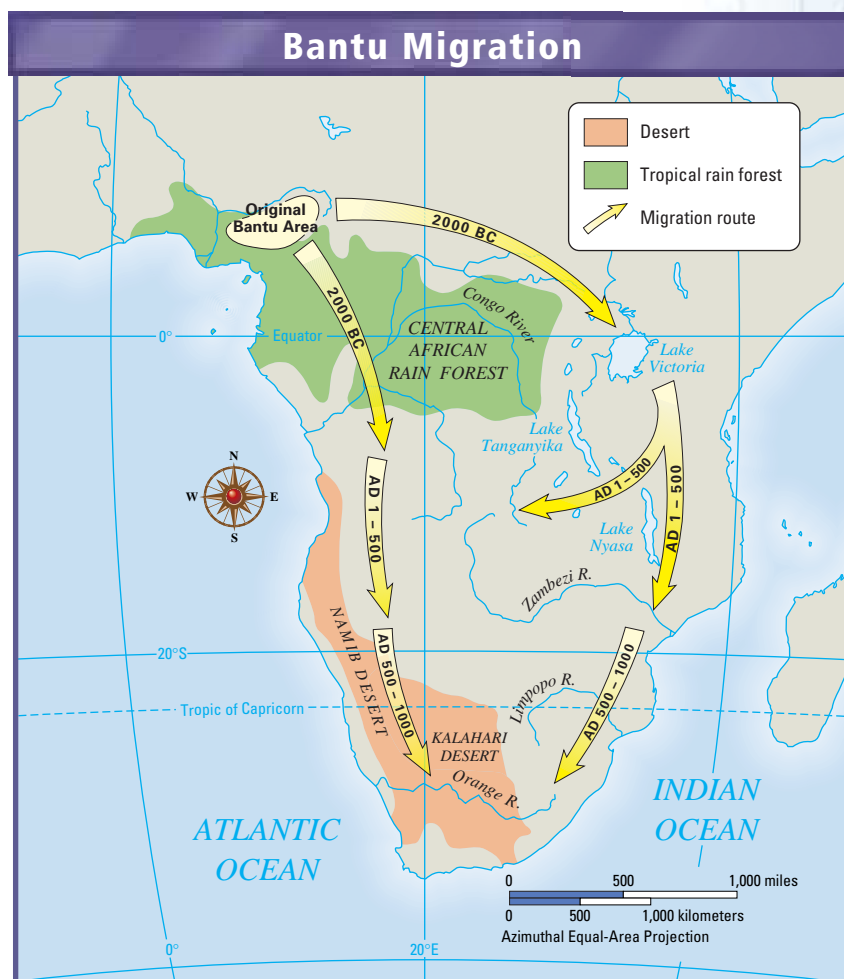 Bantu Migration
Desert
Tropical rain forest
Migration route
Original
Bantu Area
2000 BC
2000 BC
Congo River
0°
Equator
CENTRAL
AFRICAN
RAIN FOREST
Lake
Victoria
Lake
Tanganyika
N
W
E
S
AD 1 – 500
AD 1 – 500
AD 1 – 500
Lake
Nyasa
Zambezi R.
NAMIB DESERT
20°S
AD 500 – 1000
AD 500 – 1000
Limpopo R.
Tropic of Capricorn
KALAHARI
DESERT
Orange R.
ATLANTIC
OCEAN
INDIAN
OCEAN
0 500 1,000 miles
0 500 1,000 kilometers
Azimuthal Equal-Area Projection
0°
20°E